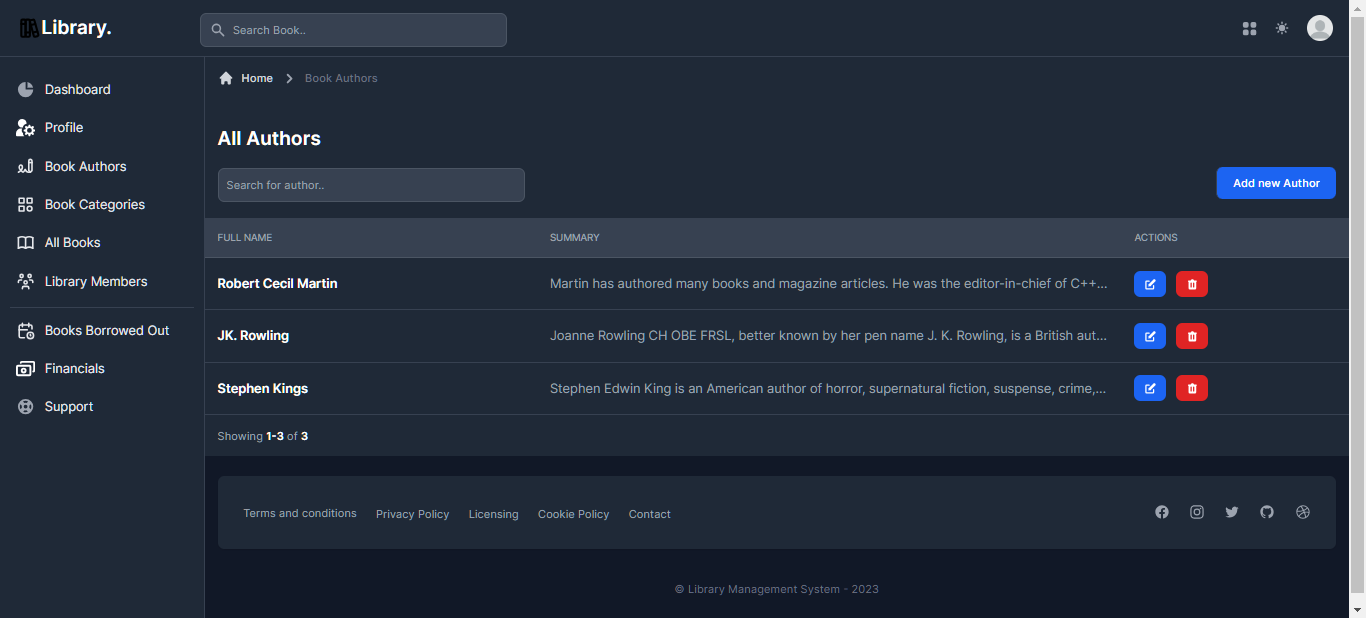 Library.
Search Book..
Dashboard
Profile
Book Authors
Book Categories
All Books
Library Members
Books Borrowed Out
Financials
Support
Home
Book Authors
All Authors
Search for author..
Add new Author
FULL NAME SUMMARY ACTIONS
Robert Cecil Martin Martin has authored many books and magazine articles. He was the editor-in-chief of C++...
JK. Rowling Joanne Rowling CH OBE FRSL, better known by her pen name J. K. Rowling, is a British aut...
Stephen Kings Stephen Edwin King is an American author of horror, supernatural fiction, suspense, crime,...
Showing 1-3 of 3
Terms and conditions Privacy Policy Licensing Cookie Policy Contact
© Library Management System - 2023